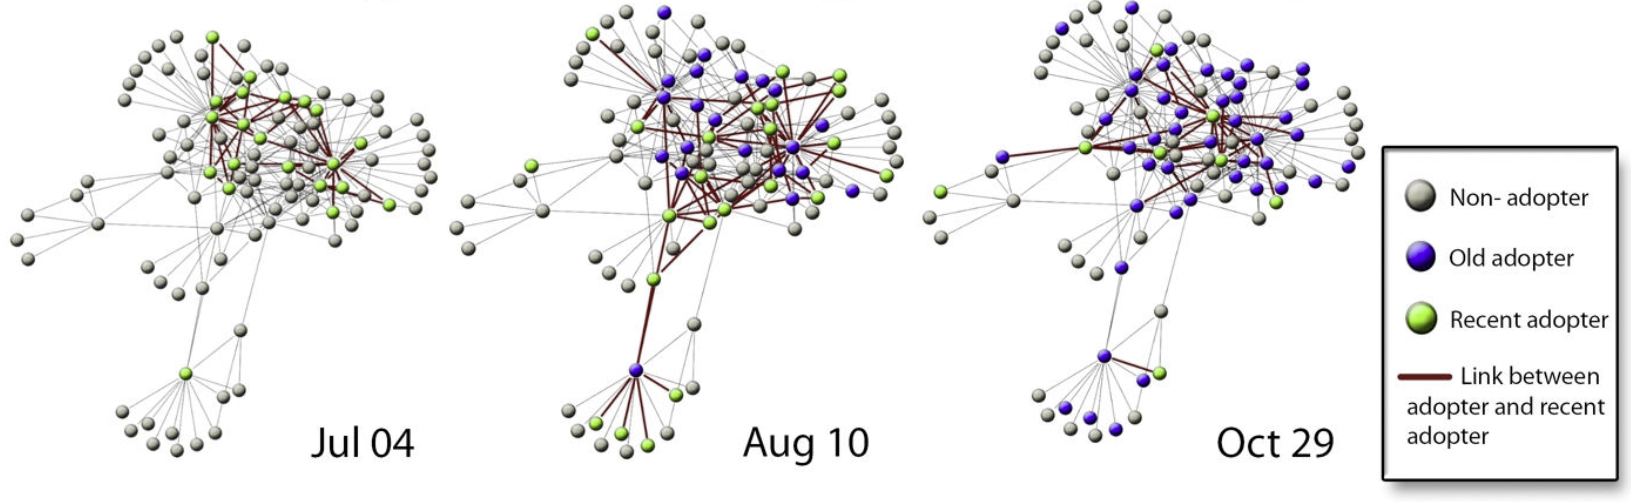 Jul 04
Aug 10
Oct 29
Non- adopter
Old adopter
Recent adopter
Link between
adopter and recent
adopter